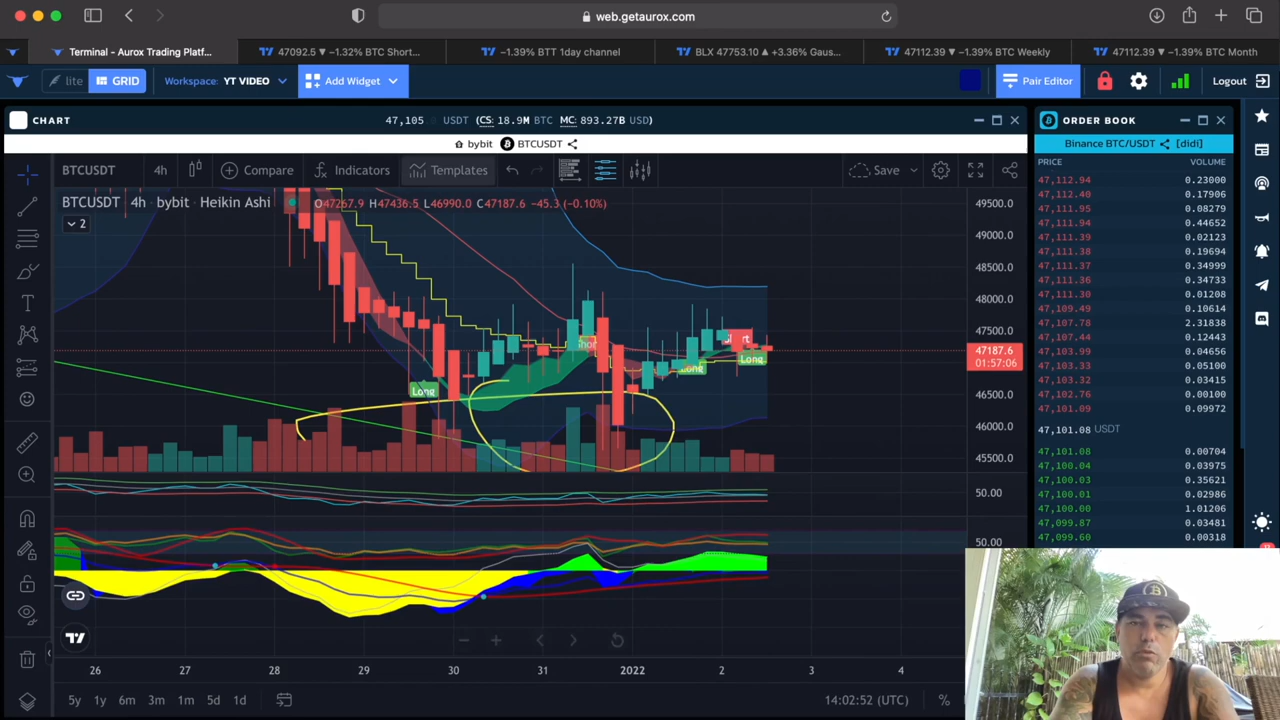 web.getaurox.com
Terminal - Aurox Trading Platf... 47092.5 ▼ −1.32% BTC Short... −1.39% BTT 1day channel BLX 47753.10 ▲ +3.36% Gaus... 47112.39 ▼ −1.39% BTC Weekly 47112.39 ▼ −1.39% BTC Month
lite GRID Workspace: YT VIDEO Add Widget Pair Editor Logout
CHART 47,105 USDT (CS: 18.9M BTC MC: 893.27B USD)
bybit BTCUSDT
BTCUSDT 4h Compare Indicators Templates Save
BTCUSDT · 4h · bybit · Heikin Ashi O47267.9 H47436.5 L46990.0 C47187.6 -45.3 (-0.10%)
2
49500.0
49000.0
48500.0
48000.0
47500.0
47187.6
01:57:06
46500.0
46000.0
45500.0
50.00
50.00
Long
Long
26 27 28 29 30 31 2022 2 3 4
5y 1y 6m 3m 1m 5d 1d 14:02:52 (UTC) %
ORDER BOOK
Binance BTC/USDT [didi]
PRICE VOLUME
47,112.94 0.23000
47,112.40 0.17906
47,111.95 0.08279
47,111.94 0.44652
47,111.39 0.02123
47,111.38 0.19694
47,111.37 0.34999
47,111.36 0.34733
47,111.30 0.01208
47,109.49 0.10614
47,107.78 2.31838
47,107.32 0.12443
47,103.99 0.04656
47,103.33 0.05100
47,103.32 0.03415
47,102.76 0.00100
47,101.09 0.09972
47,101.08 USDT
47,101.08 0.00704
47,100.04 0.03975
47,100.03 0.35621
47,100.01 0.02986
47,100.00 1.01206
47,099.87 0.03481
47,099.60 0.00318